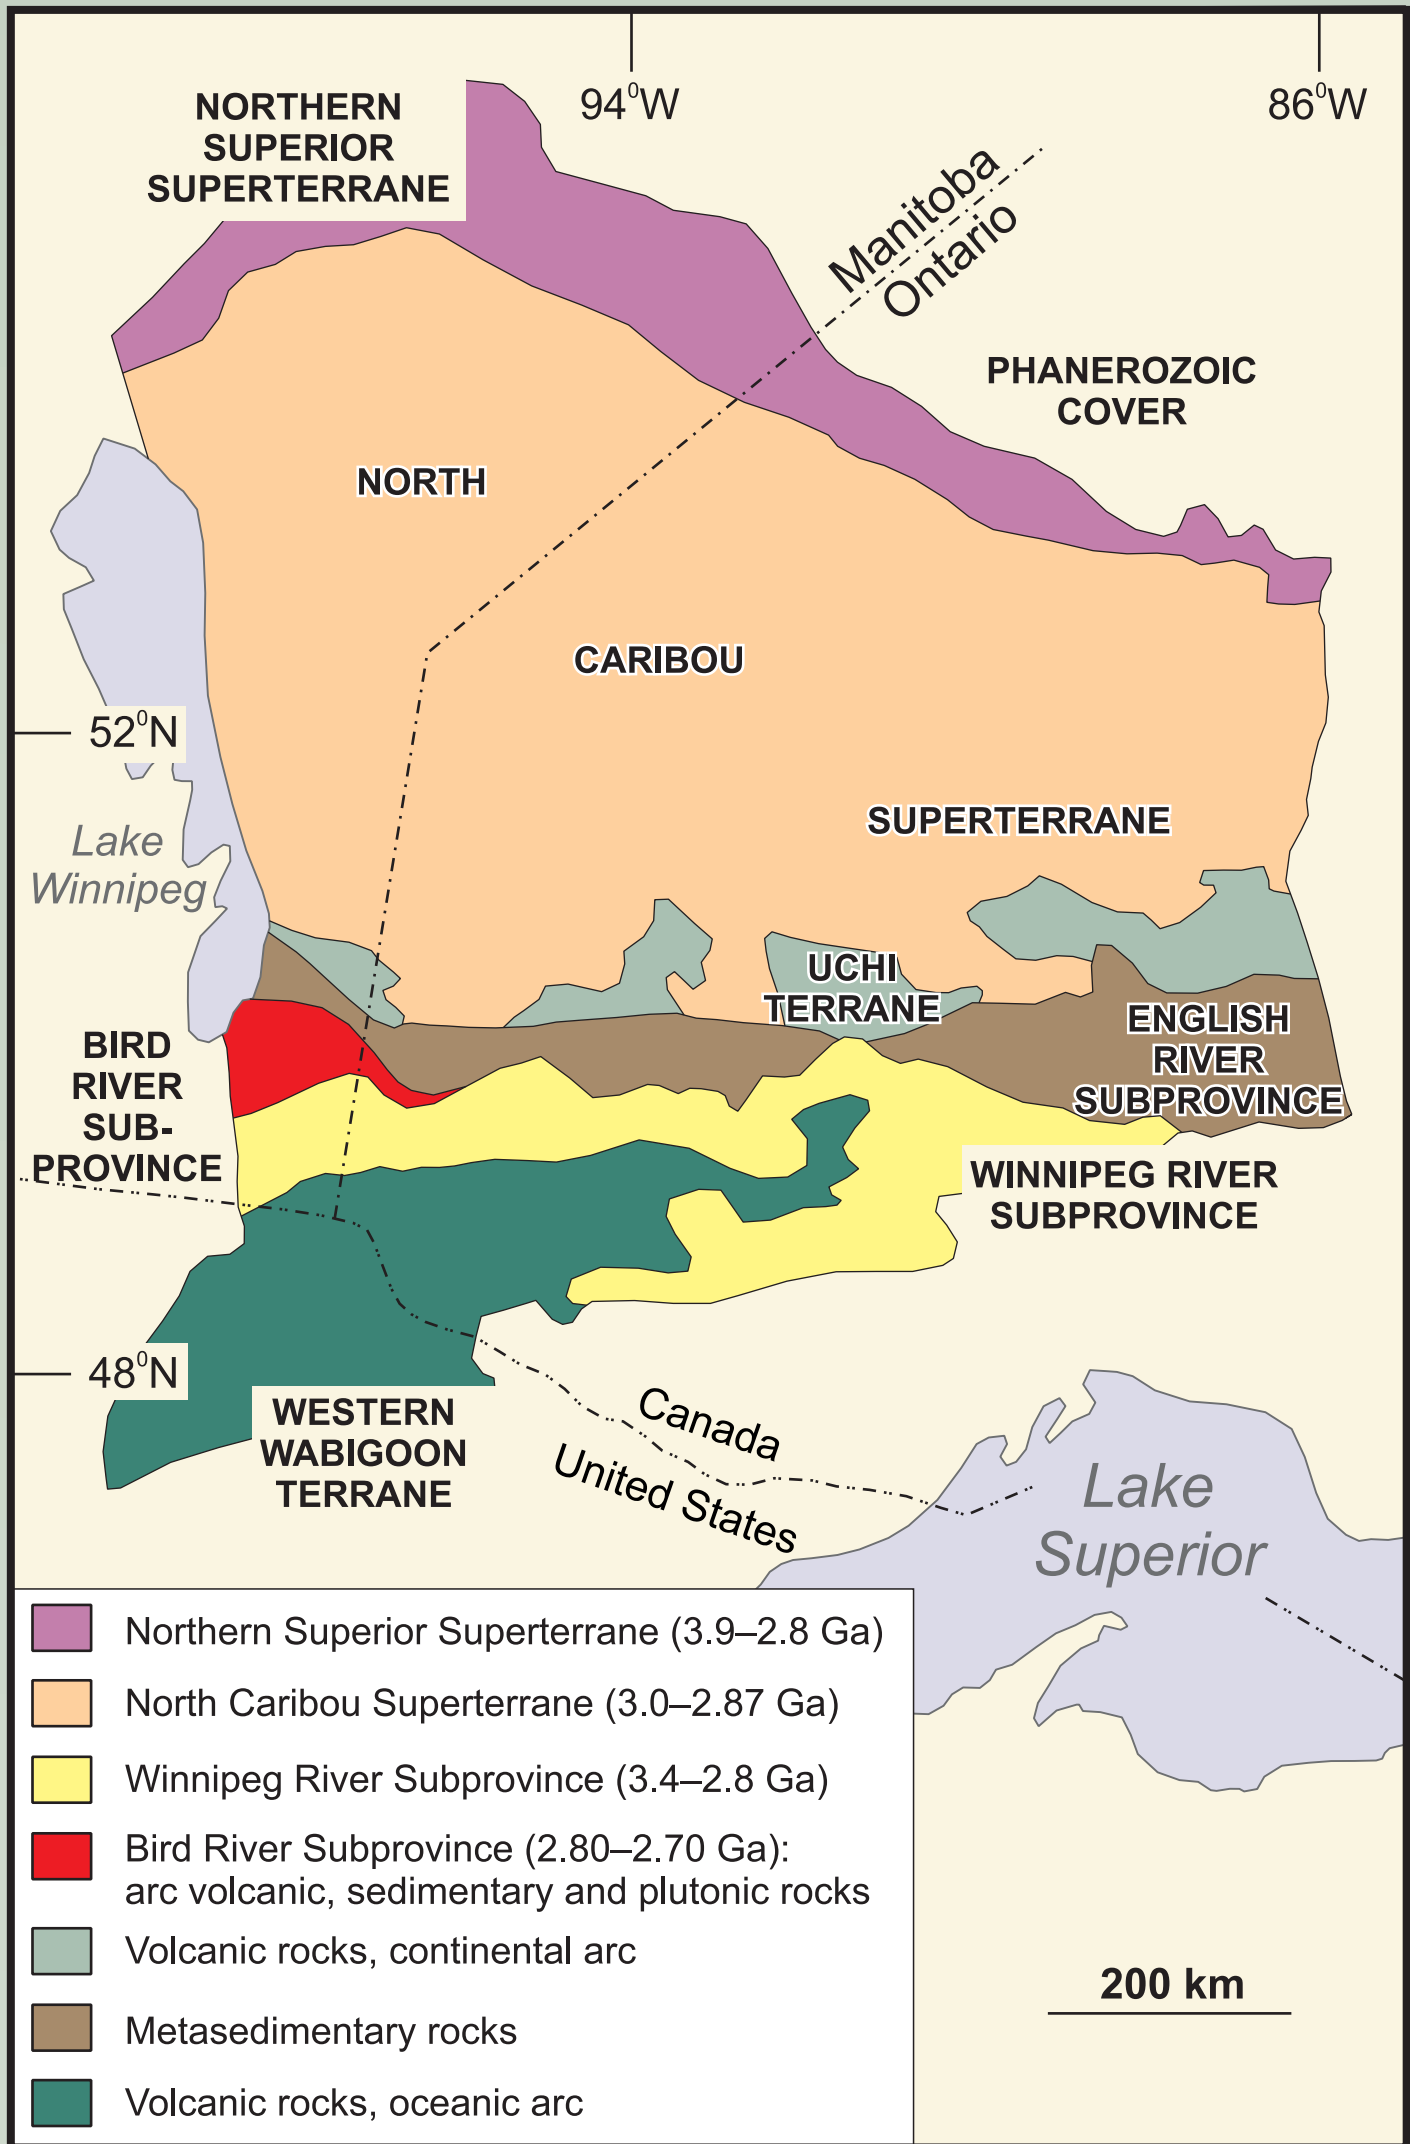 94⁰W
86⁰W
NORTHERN
SUPERIOR
SUPERTERRANE
Manitoba
Ontario
PHANEROZOIC
COVER
NORTH
CARIBOU
SUPERTERRANE
52⁰N
Lake
Winnipeg
UCHI
TERRANE
ENGLISH
RIVER
SUBPROVINCE
BIRD
RIVER
SUB-
PROVINCE
WINNIPEG RIVER
SUBPROVINCE
48⁰N
WESTERN
WABIGOON
TERRANE
Canada
United States
Lake
Superior
Northern Superior Superterrane (3.9–2.8 Ga)
North Caribou Superterrane (3.0–2.87 Ga)
Winnipeg River Subprovince (3.4–2.8 Ga)
Bird River Subprovince (2.80–2.70 Ga):
arc volcanic, sedimentary and plutonic rocks
Volcanic rocks, continental arc
Metasedimentary rocks
Volcanic rocks, oceanic arc
200 km